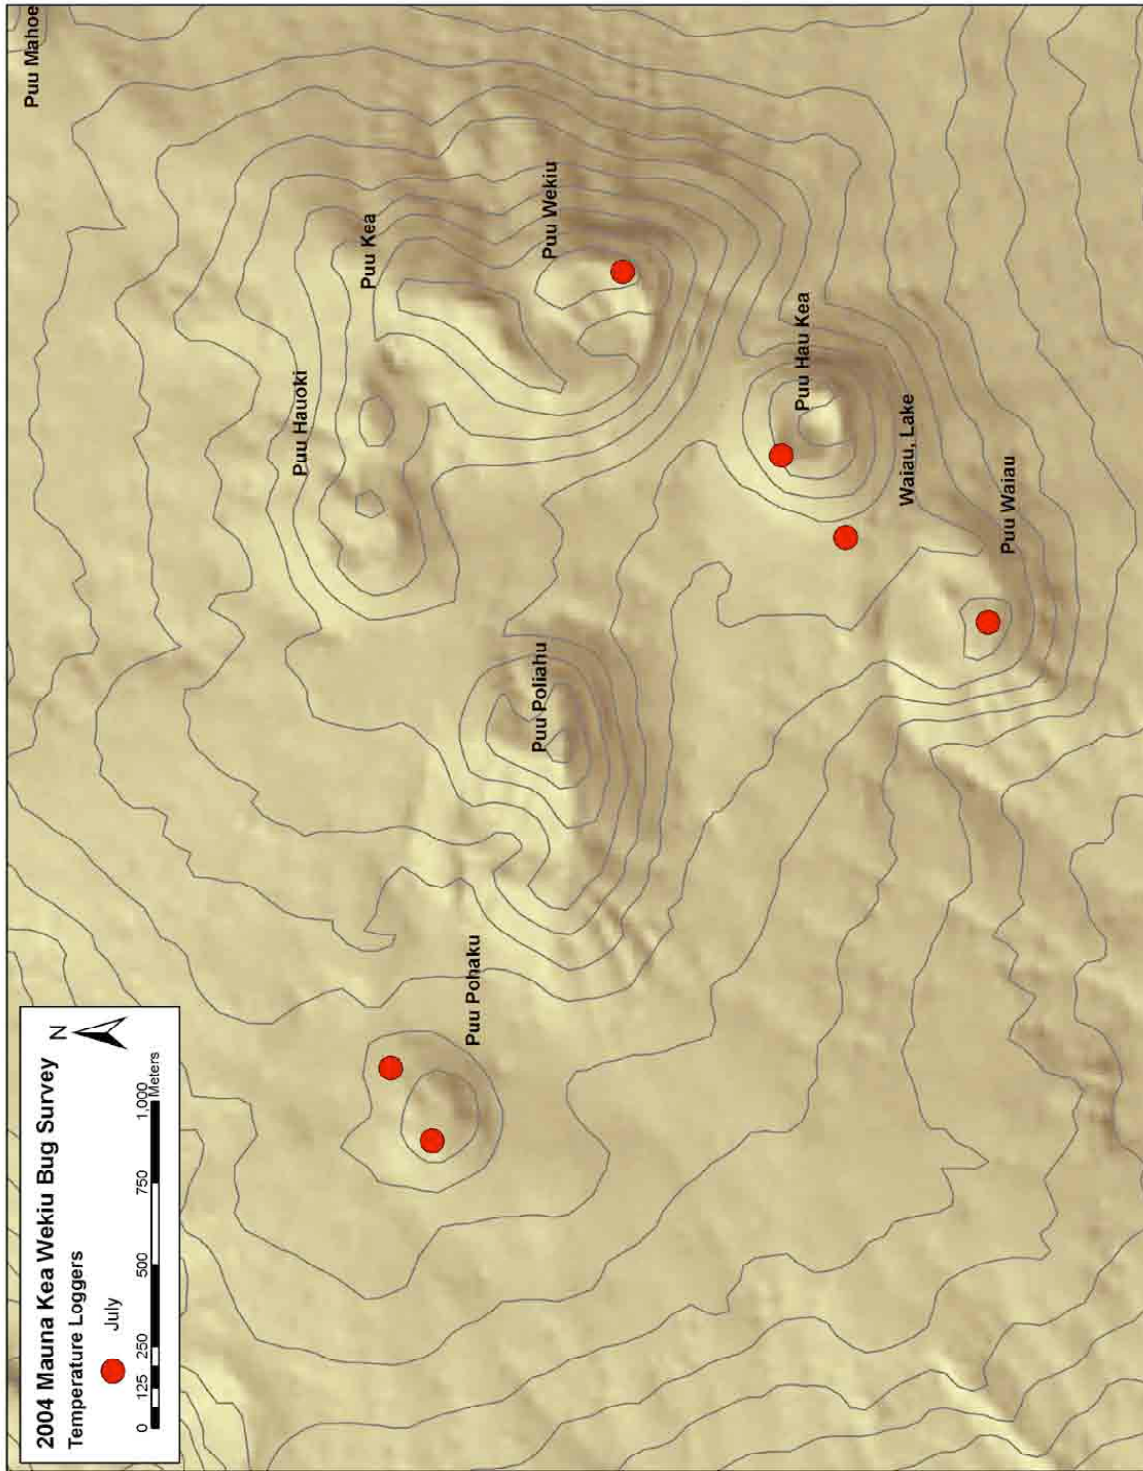 2004 Mauna Kea Wekiu Bug Survey
Temperature Loggers
N
July
0 125 250 500 750 1,000
Meters
Puu Mahoe
Puu Kea
Puu Hauoki
Puu Wekiu
Puu Poliahu
Puu Pohaku
Puu Hau Kea
Waiau, Lake
Puu Waiau